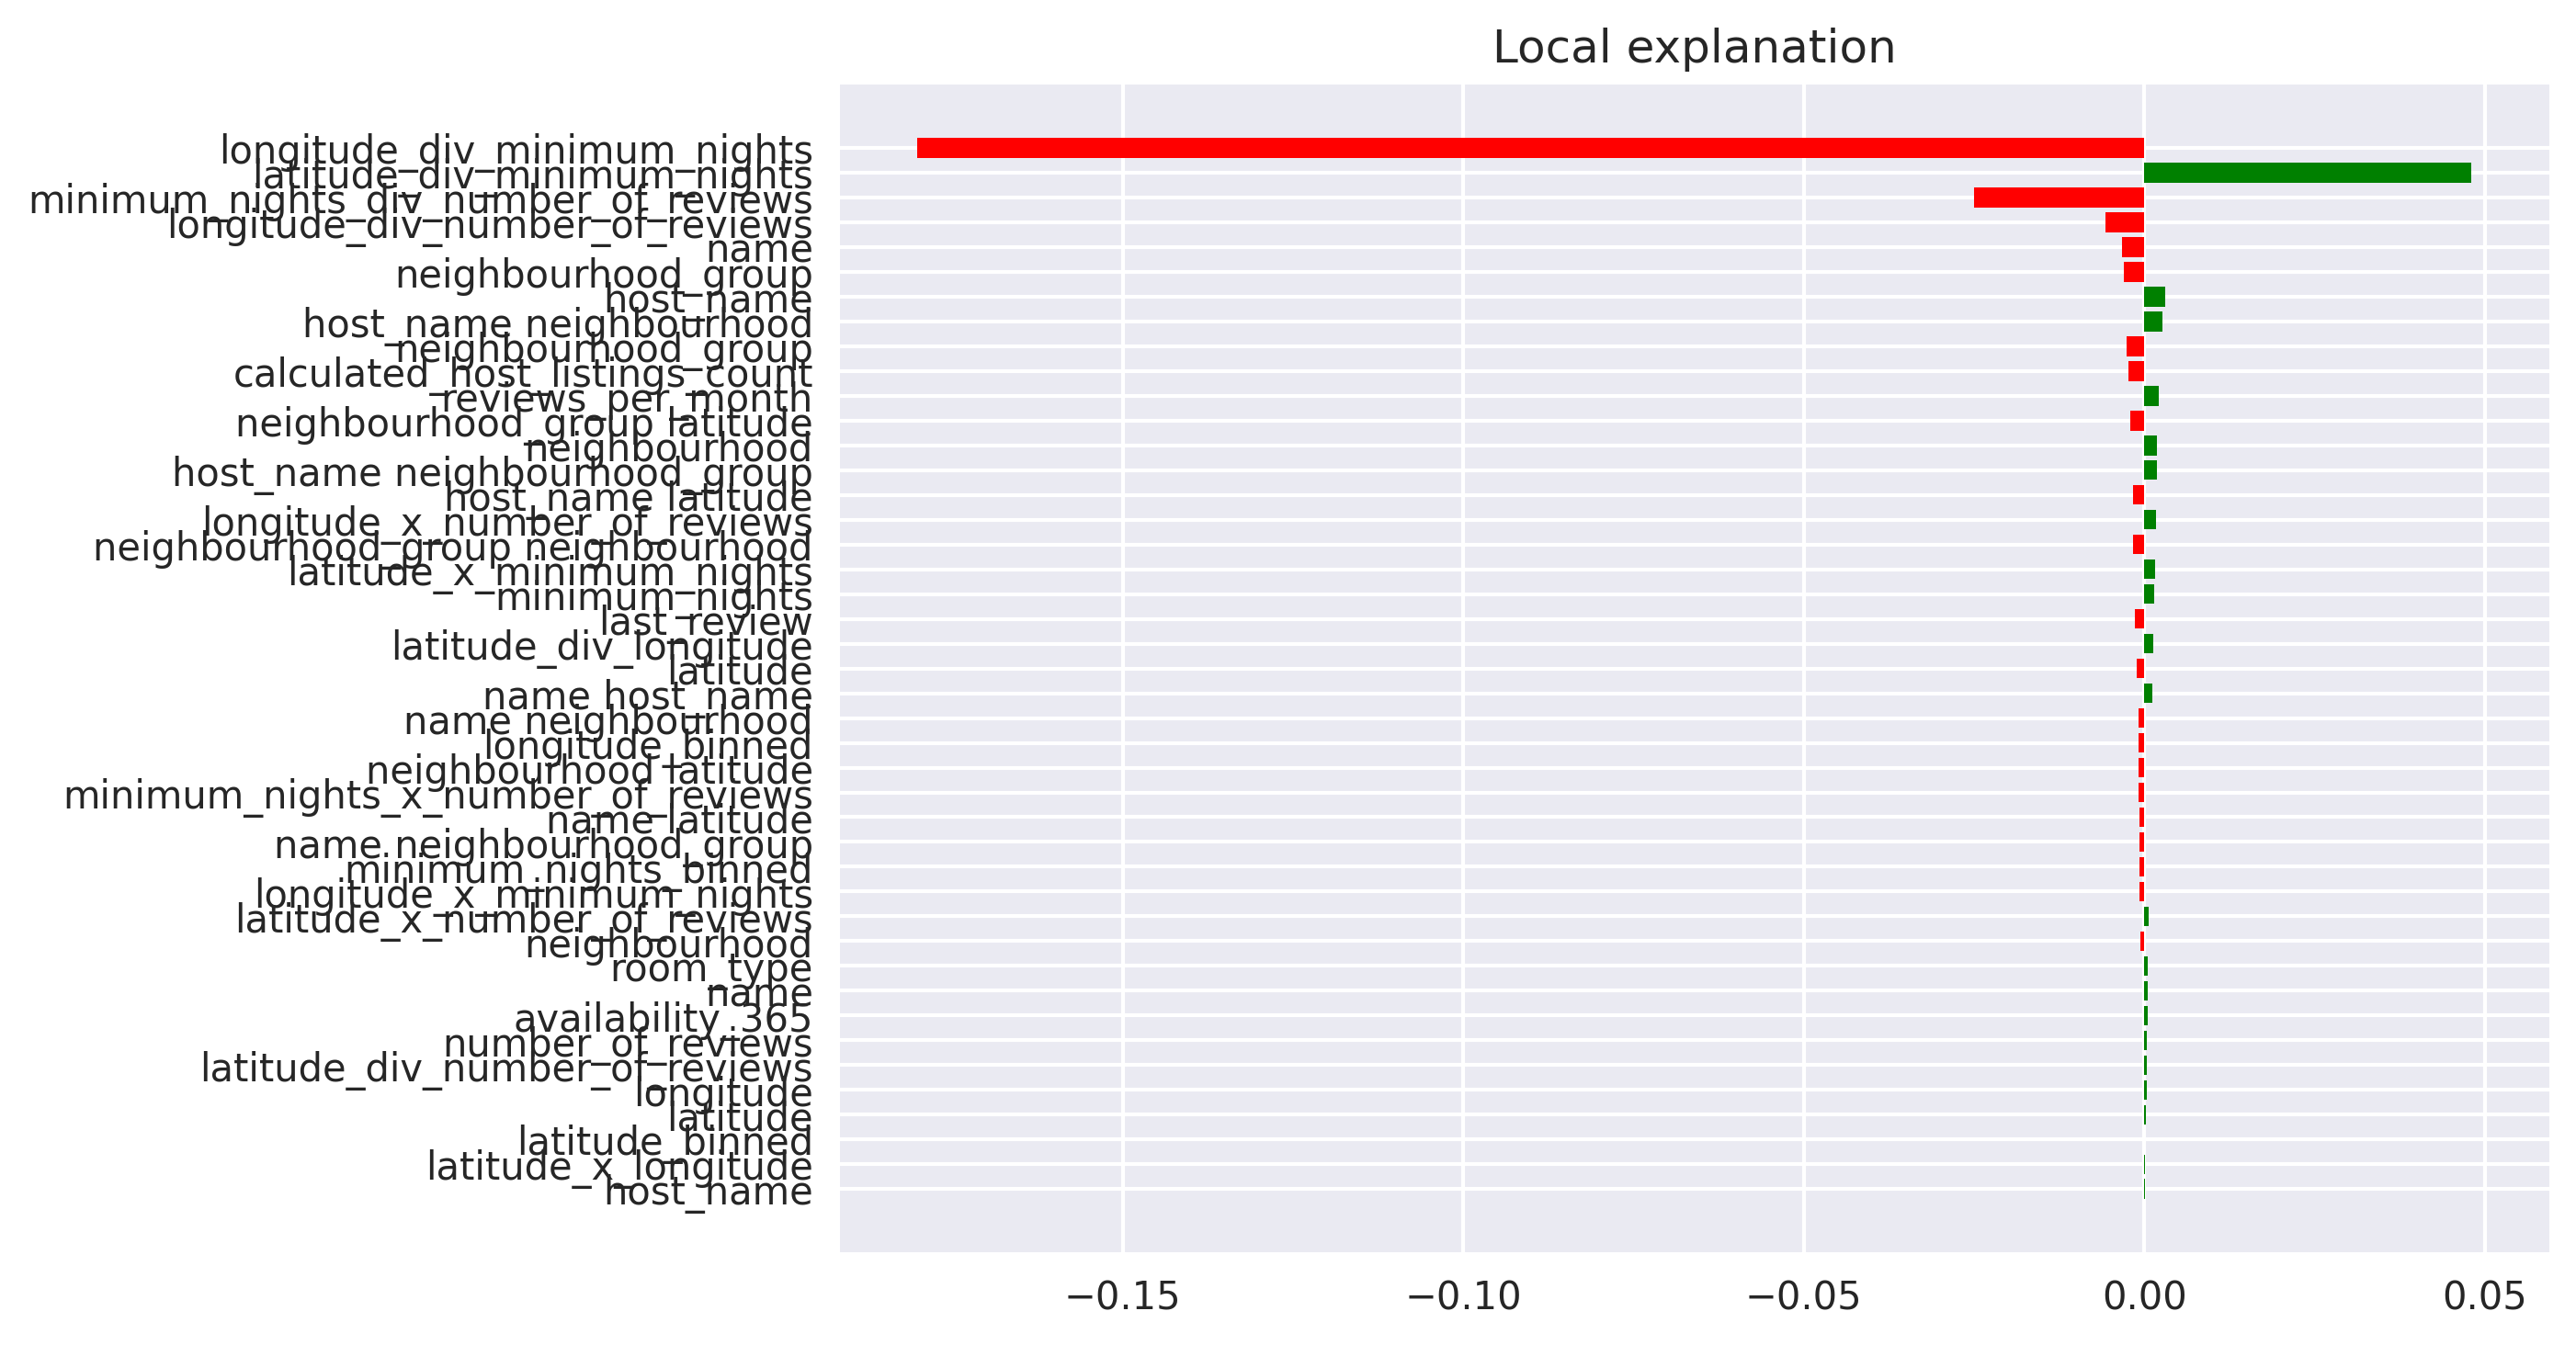 Local explanation
longitude_div_minimum_nights
latitude_div_minimum_nights
minimum_nights_div_number_of_reviews
longitude_div_number_of_reviews
name
neighbourhood_group
host_name
host_name neighbourhood
neighbourhood_group
calculated_host_listings_count
reviews_per_month
neighbourhood_group latitude
neighbourhood
host_name neighbourhood_group
host_name latitude
longitude_x_number_of_reviews
neighbourhood_group neighbourhood
latitude_x_minimum_nights
minimum_nights
last_review
latitude_div_longitude
latitude
name host_name
name neighbourhood
longitude_binned
neighbourhood latitude
minimum_nights_x_number_of_reviews
name latitude
name neighbourhood_group
minimum_nights_binned
longitude_x_minimum_nights
latitude_x_number_of_reviews
neighbourhood
room_type
name
availability_365
number_of_reviews
latitude_div_number_of_reviews
longitude
latitude
latitude_binned
latitude_x_longitude
host_name
−0.15 −0.10 −0.05 0.00 0.05